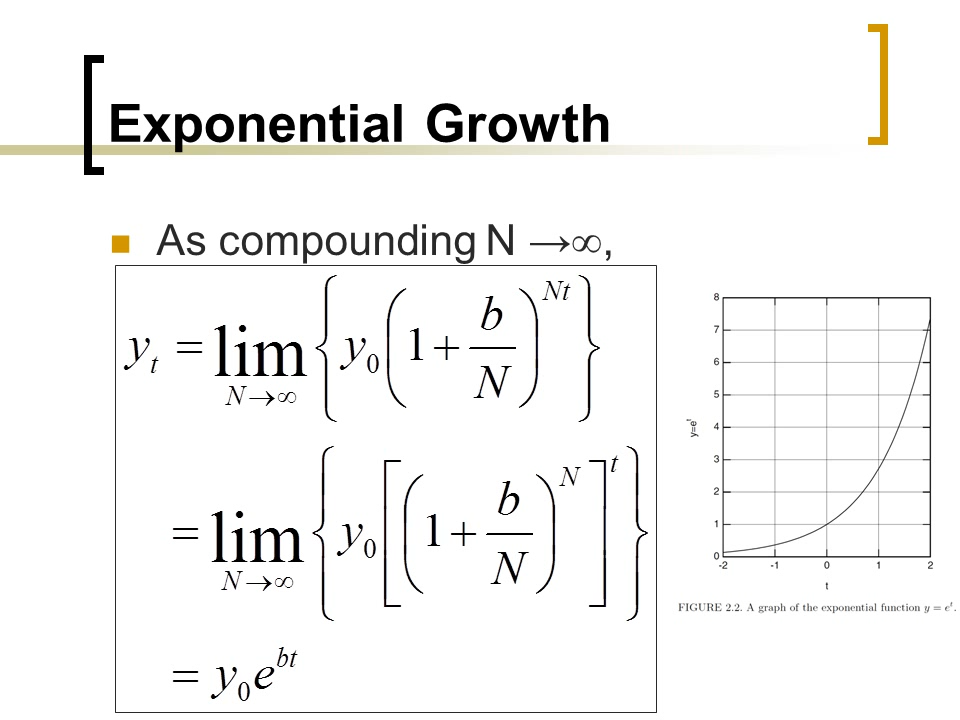 Exponential Growth
As compounding N →∞,
y_t = lim_{N→∞} { y_0 ( 1 + b/N )^{Nt} }
= lim_{N→∞} { y_0 [ ( 1 + b/N )^N ]^t }
= y_0 e^{bt}
8
7
6
5
4
3
2
1
0
y=e^t
-2 -1 0 1 2
t
FIGURE 2.2. A graph of the exponential function y = e^t.